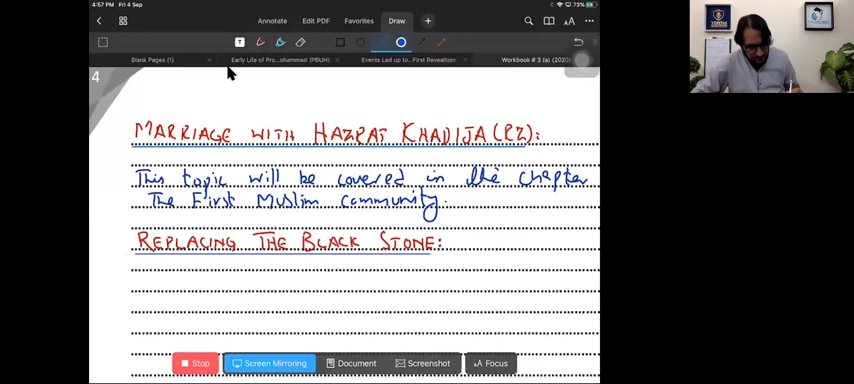 4:57 PM Fri 4 Sep 73%
Annotate Edit PDF Favorites Draw
T
Blank Pages (1) Early Life of Pro...ohammad (PBUH) Events Led up to...First Revealtion Workbook # 3 (a) (2020)
4
MARRIAGE WITH HAZRAT KHADIJA (RZ):
This topic will be covered in the chapter
The First Muslim community.
REPLACING THE BLACK STONE:
Stop Screen Mirroring Document Screenshot Focus